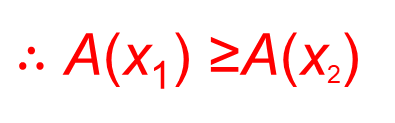 ∴ A(x₁) ≥A(x₂)